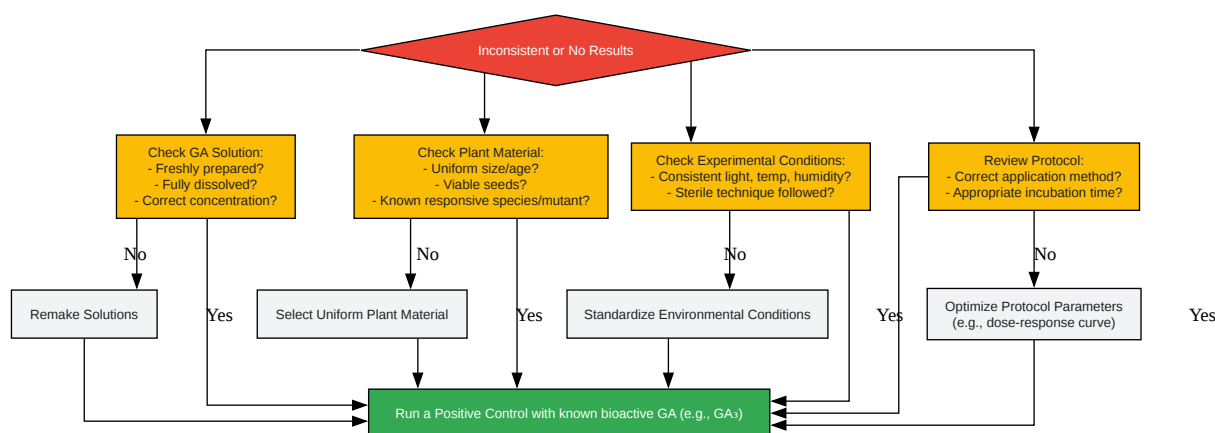 Inconsistent or No Results
Check GA Solution:
- Freshly prepared?
- Fully dissolved?
- Correct concentration?
Check Plant Material:
- Uniform size/age?
- Viable seeds?
- Known responsive species/mutant?
Check Experimental Conditions:
- Consistent light, temp, humidity?
- Sterile technique followed?
Review Protocol:
- Correct application method?
- Appropriate incubation time?
No
No
No
No
Remake Solutions
Yes
Select Uniform Plant Material
Yes
Standardize Environmental Conditions
Yes
Optimize Protocol Parameters
(e.g., dose-response curve)
Yes
Run a Positive Control with known bioactive GA (e.g., GA₃)